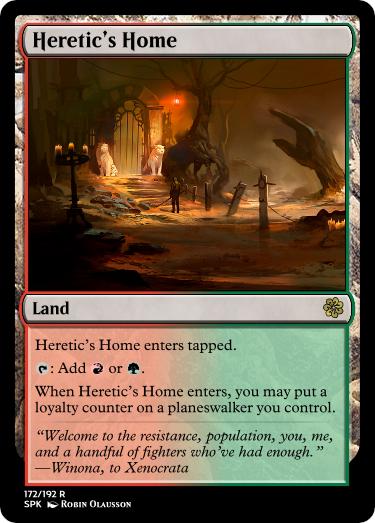 Heretic's Home
Land
Heretic's Home enters tapped.
: Add or .
When Heretic's Home enters, you may put a
loyalty counter on a planeswalker you control.
"Welcome to the resistance, population, you, me,
and a handful of fighters who've had enough."
—Winona, to Xenocrata
172/192 R
SPK Robin Olausson